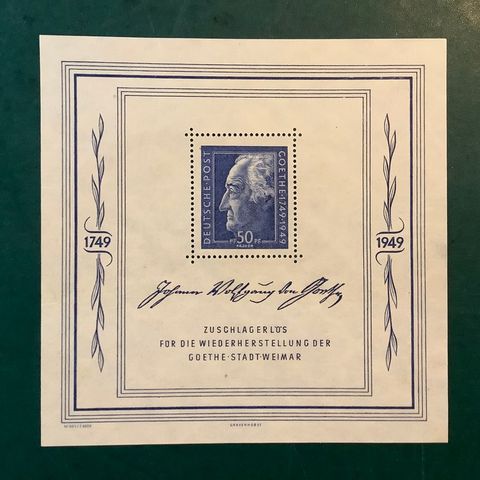 DEUTSCHE·POST
GOETHE·1749·1949
PF 50 PF
1749
1949
Johann Wolfgang von Goethe
ZUSCHLAGERLÖS
FÜR DIE WIEDERHERSTELLUNG DER
GOETHE·STADT·WEIMAR